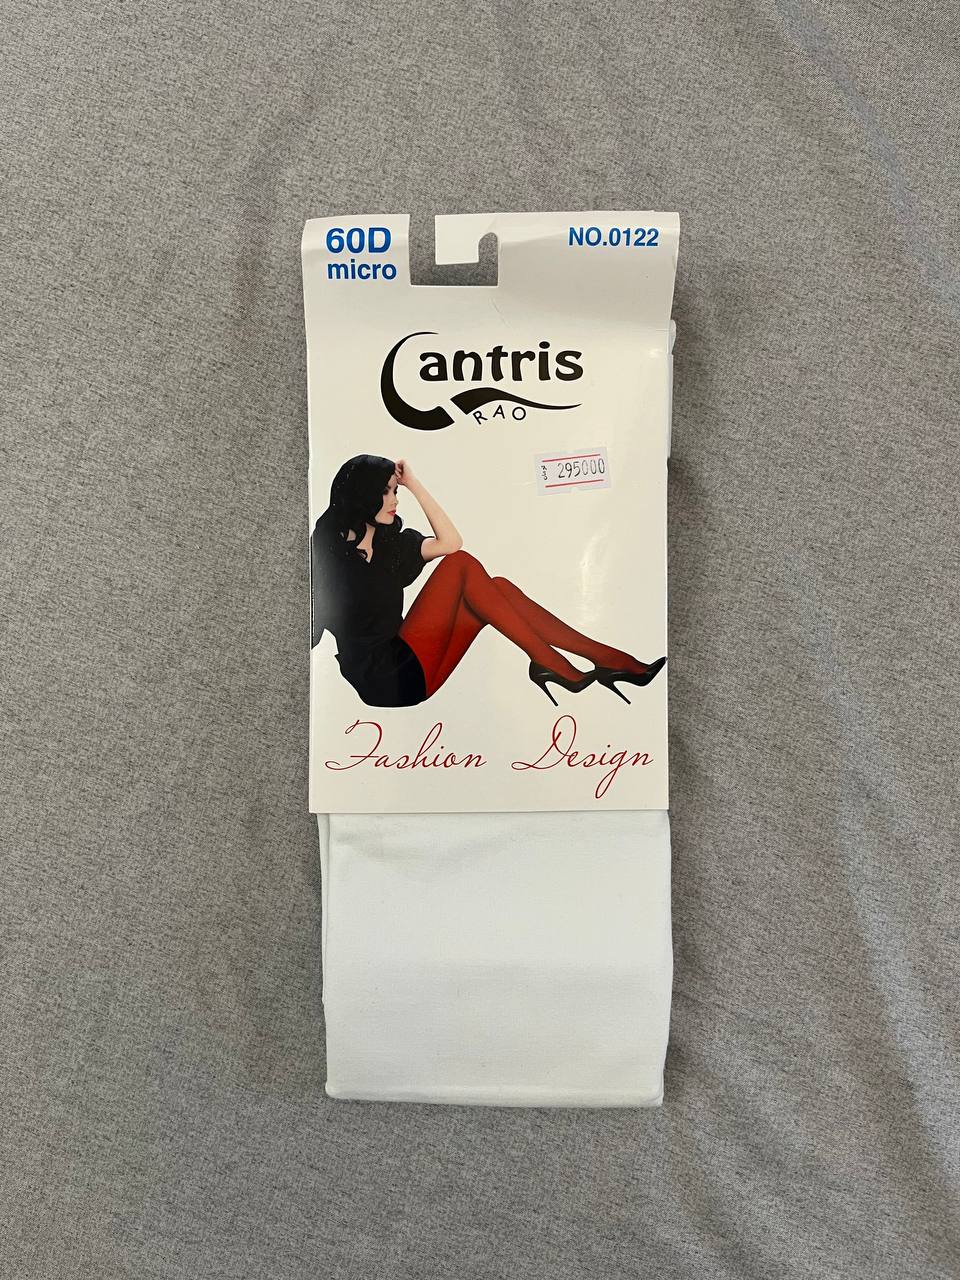 60D
micro
NO.0122
Cantris
RAO
295000
Fashion Design